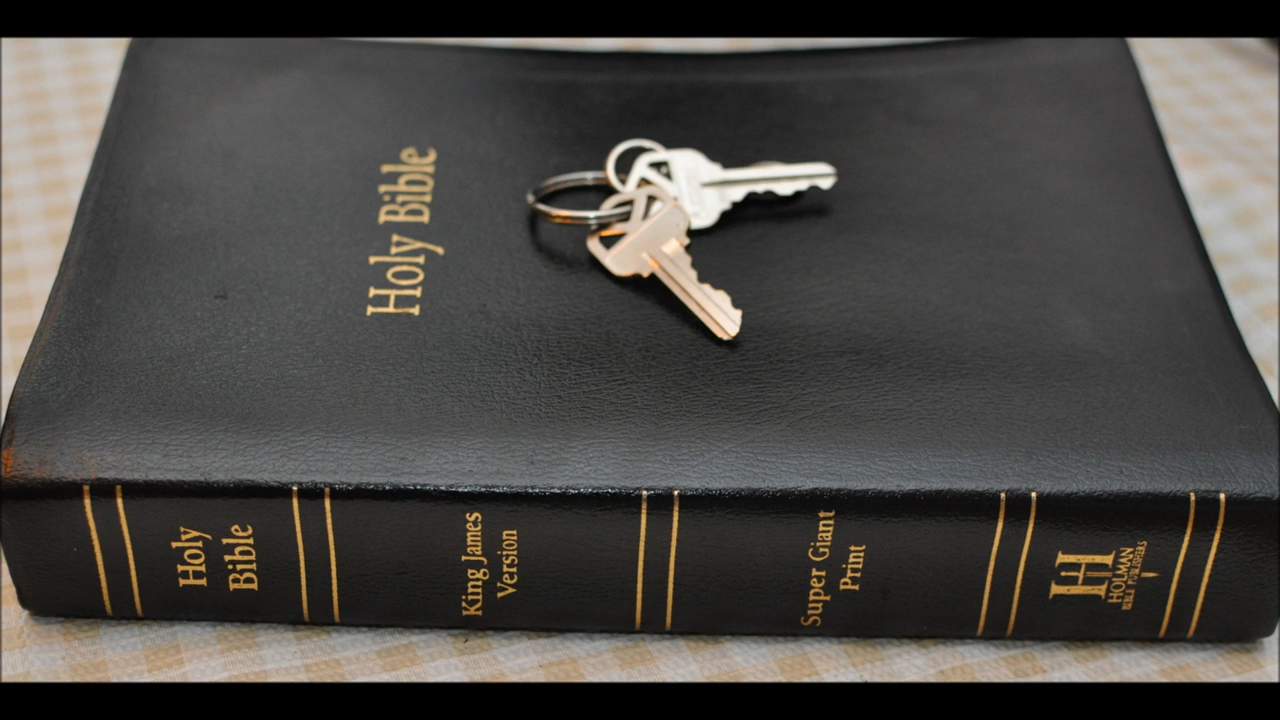 Holy Bible
Holy
Bible
King James
Version
Super Giant
Print
H
HOLMAN
BIBLE PUBLISHERS